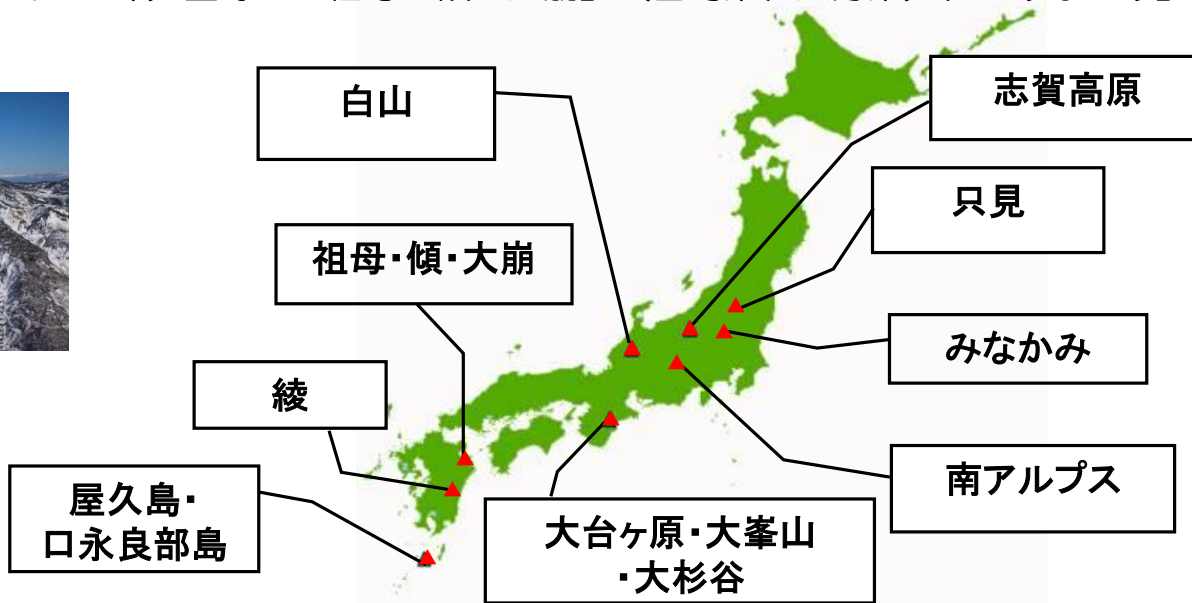 白山
志賀高原
只見
祖母・傾・大崩
みなかみ
綾
南アルプス
屋久島・
口永良部島
大台ヶ原・大峯山
・大杉谷